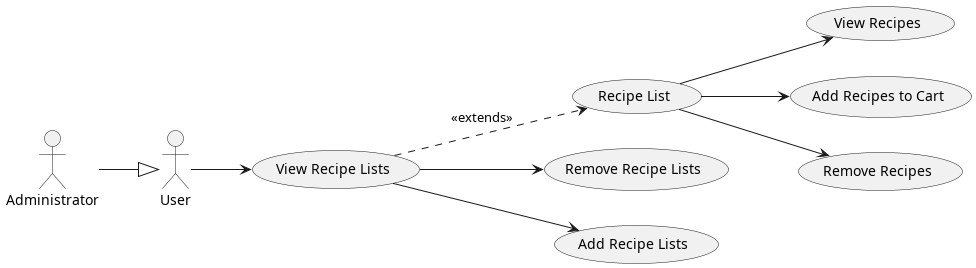 Administrator
User
View Recipe Lists
«extends»
Recipe List
Remove Recipe Lists
Add Recipe Lists
View Recipes
Add Recipes to Cart
Remove Recipes